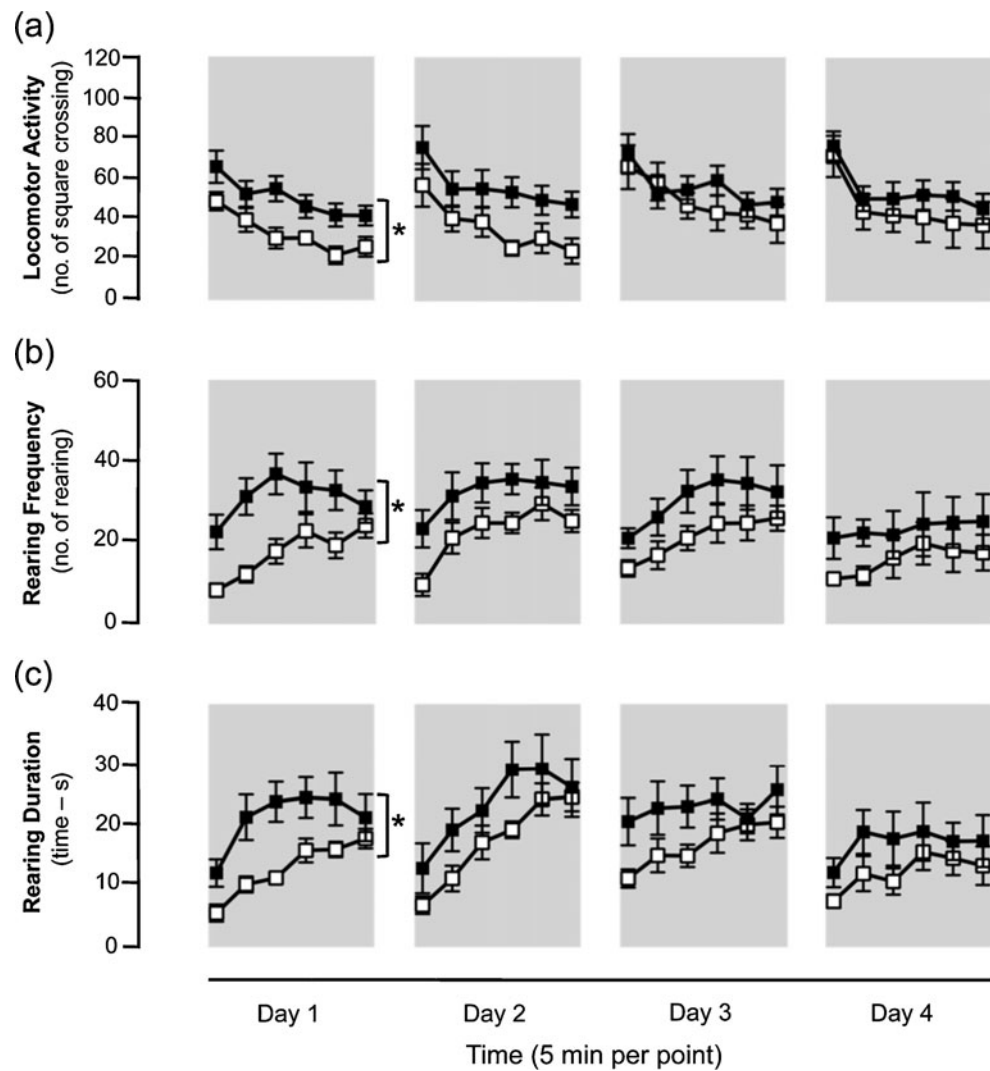 (a)
Locomotor Activity
(no. of square crossing)
120
100
80
60
40
20
0
*
(b)
Rearing Frequency
(no. of rearing)
60
40
20
0
*
(c)
Rearing Duration
(time – s)
40
30
20
10
0
*
Day 1 Day 2 Day 3 Day 4
Time (5 min per point)